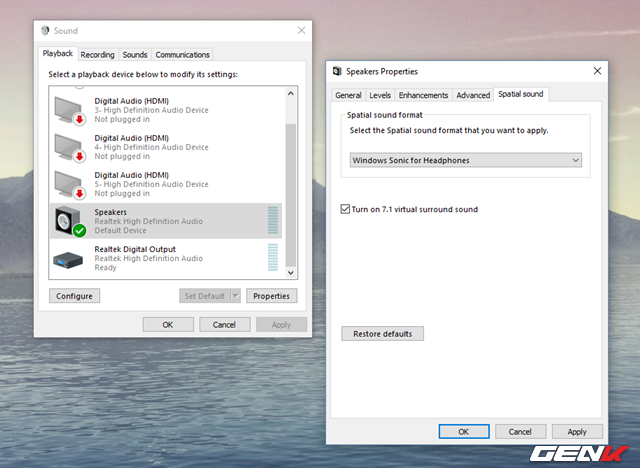 Sound
Playback
Recording
Sounds
Communications
Select a playback device below to modify its settings:
Digital Audio (HDMI)
3- High Definition Audio Device
Not plugged in
Digital Audio (HDMI)
4- High Definition Audio Device
Not plugged in
Digital Audio (HDMI)
5- High Definition Audio Device
Not plugged in
Speakers
Realtek High Definition Audio
Default Device
Realtek Digital Output
Realtek High Definition Audio
Ready
Configure
Set Default
Properties
OK
Cancel
Apply
Speakers Properties
General
Levels
Enhancements
Advanced
Spatial sound
Spatial sound format
Select the Spatial sound format that you want to apply.
Windows Sonic for Headphones
Turn on 7.1 virtual surround sound
Restore defaults
OK
Cancel
Apply
GENK